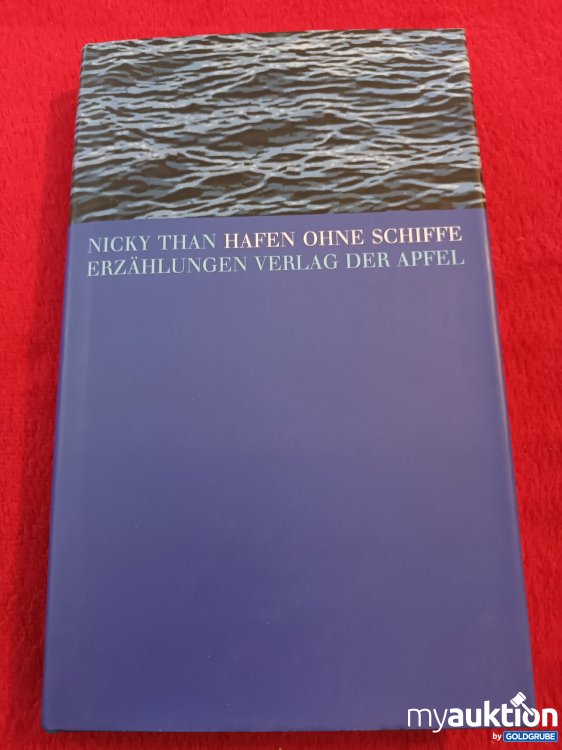 NICKY THAN HAFEN OHNE SCHIFFE
ERZÄHLUNGEN VERLAG DER APFEL
myauktion
by GOLDGRUBE